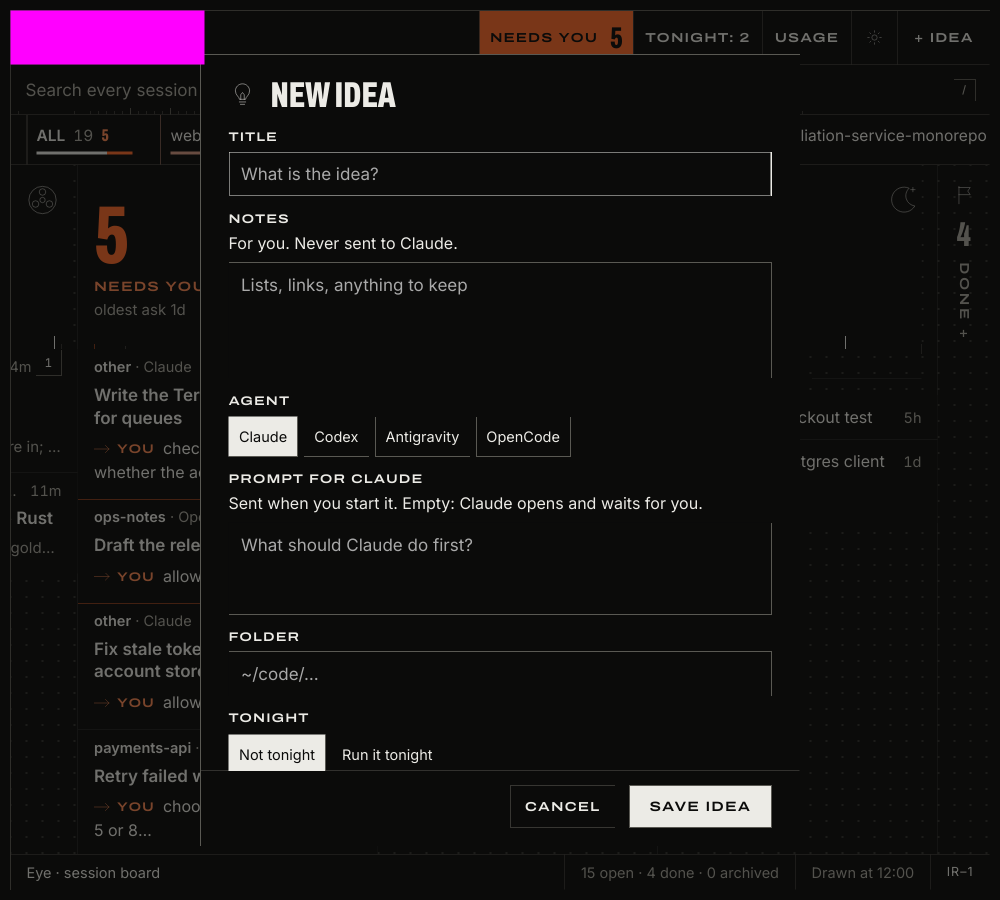 NEEDS YOU 5
TONIGHT: 2
USAGE
+ IDEA
Search every session
/
ALL 19 5
web
liation-service-monorepo
5
NEEDS YOU
oldest ask 1d
4 DONE +
4m 1
re in; ...
. 11m
Rust
gold...
other · Claude
Write the Ter
for queues
→ YOU chec
whether the a
ops-notes · Op
Draft the rele
→ YOU allow
other · Claude
Fix stale toke
account store
→ YOU allow
payments-api ·
Retry failed w
→ YOU choo
5 or 8...
NEW IDEA
TITLE
What is the idea?
NOTES
For you. Never sent to Claude.
Lists, links, anything to keep
AGENT
Claude Codex Antigravity OpenCode
PROMPT FOR CLAUDE
Sent when you start it. Empty: Claude opens and waits for you.
What should Claude do first?
FOLDER
~/code/...
TONIGHT
Not tonight Run it tonight
CANCEL SAVE IDEA
ckout test 5h
tgres client 1d
Eye · session board
15 open · 4 done · 0 archived
Drawn at 12:00
IR–1